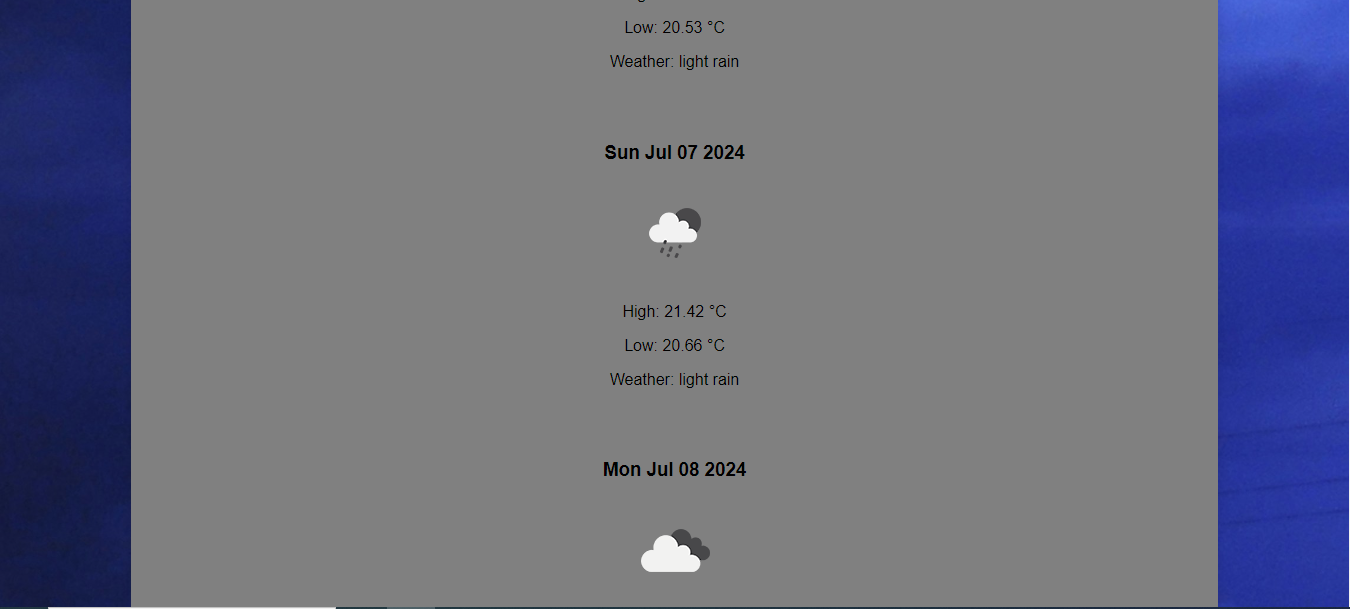 Low: 20.53 °C
Weather: light rain
Sun Jul 07 2024
High: 21.42 °C
Low: 20.66 °C
Weather: light rain
Mon Jul 08 2024